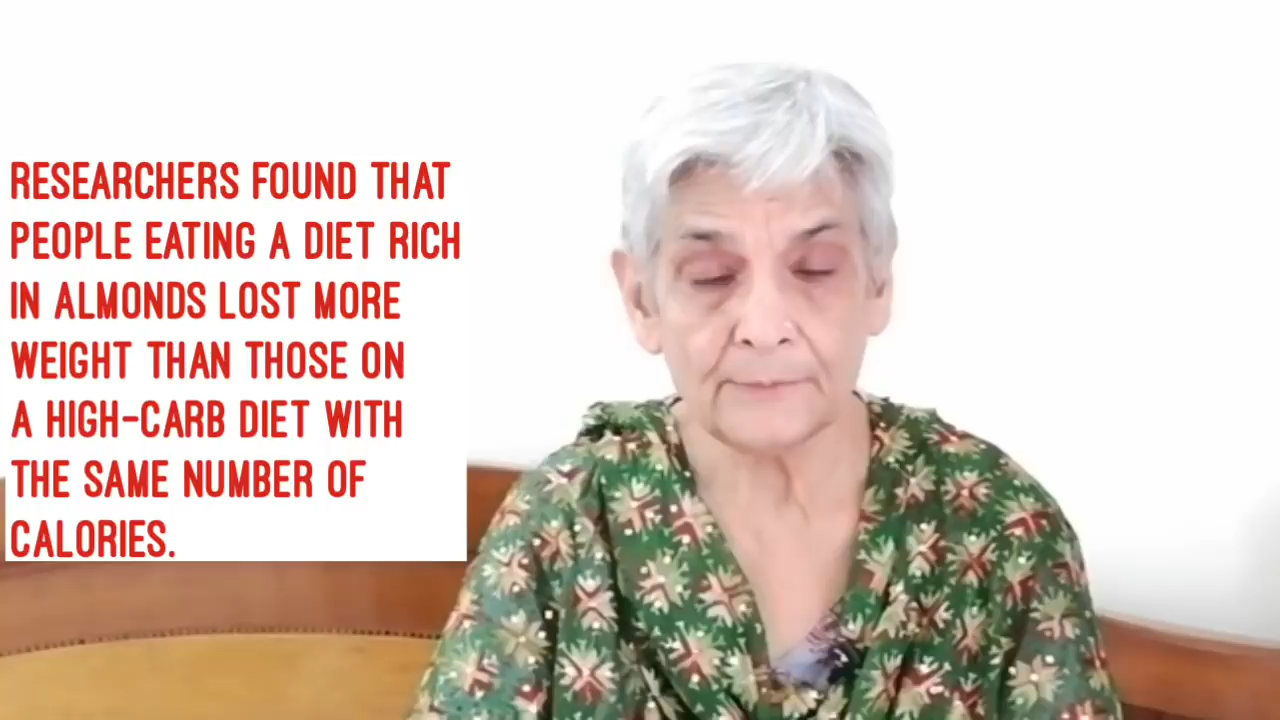 RESEARCHERS FOUND THAT
PEOPLE EATING A DIET RICH
IN ALMONDS LOST MORE
WEIGHT THAN THOSE ON
A HIGH-CARB DIET WITH
THE SAME NUMBER OF
CALORIES.